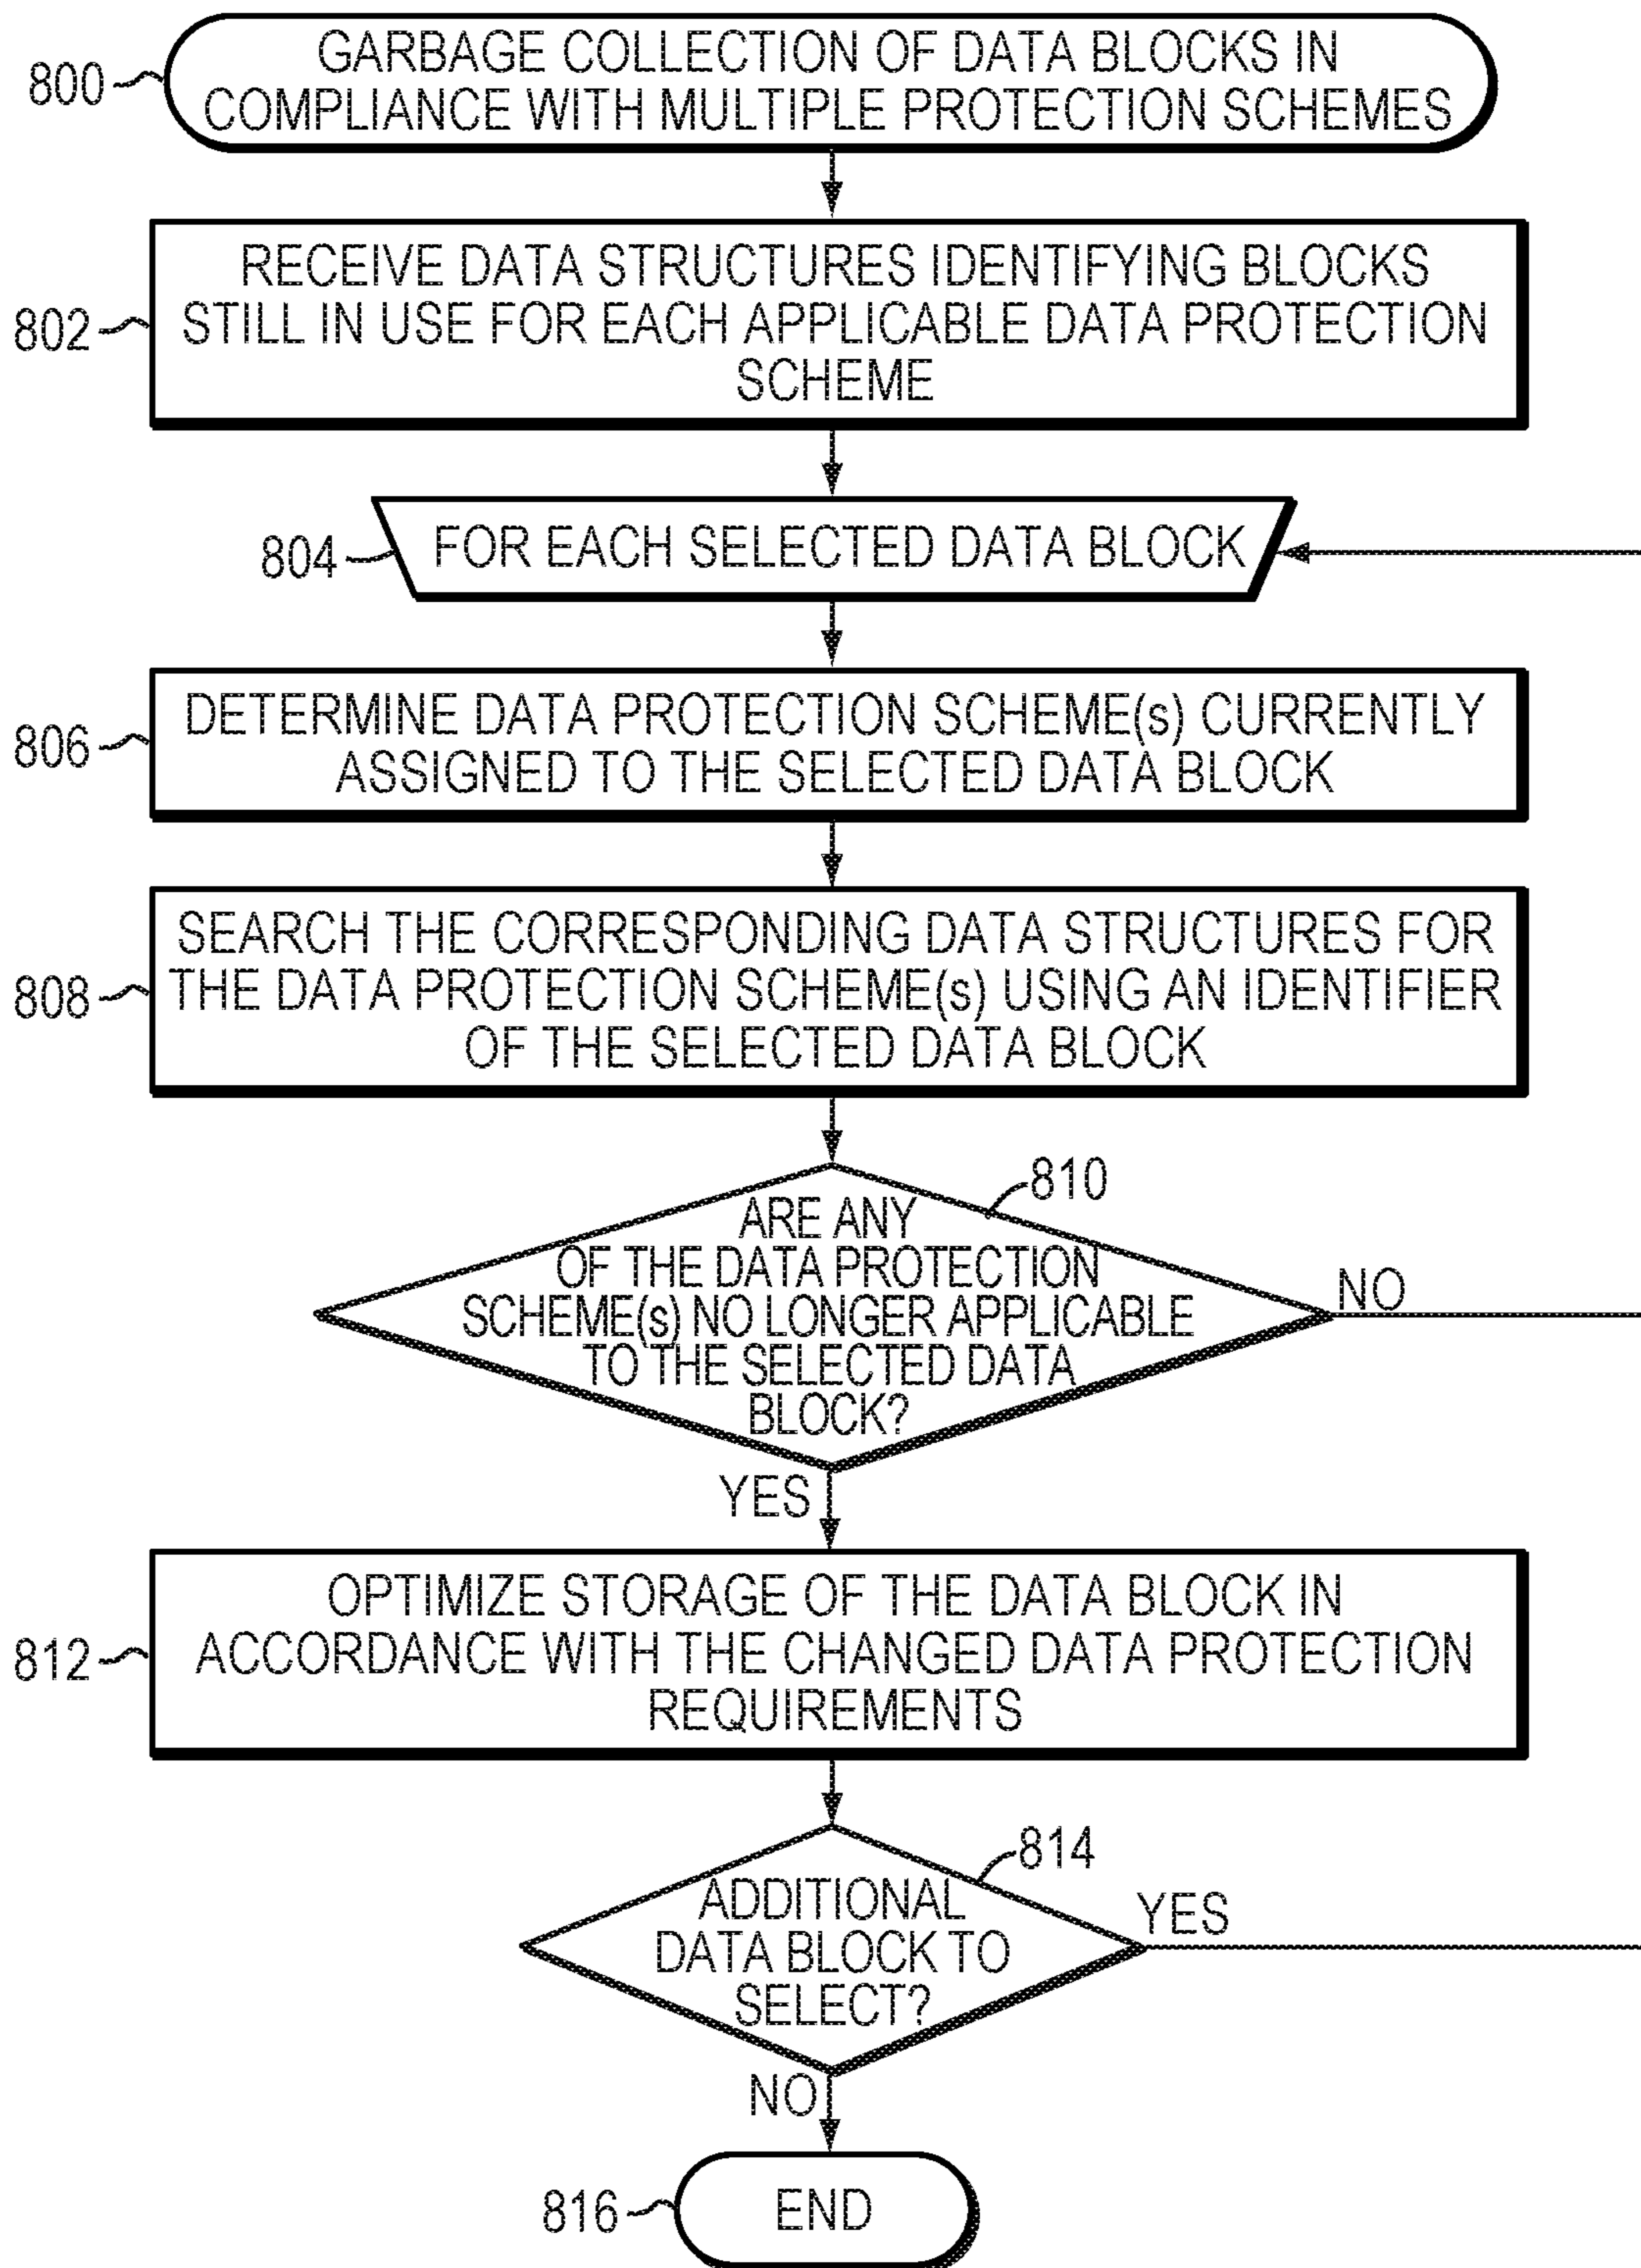 800
GARBAGE COLLECTION OF DATA BLOCKS IN
COMPLIANCE WITH MULTIPLE PROTECTION SCHEMES
802
RECEIVE DATA STRUCTURES IDENTIFYING BLOCKS
STILL IN USE FOR EACH APPLICABLE DATA PROTECTION
SCHEME
804
FOR EACH SELECTED DATA BLOCK
806
DETERMINE DATA PROTECTION SCHEME(s) CURRENTLY
ASSIGNED TO THE SELECTED DATA BLOCK
808
SEARCH THE CORRESPONDING DATA STRUCTURES FOR
THE DATA PROTECTION SCHEME(s) USING AN IDENTIFIER
OF THE SELECTED DATA BLOCK
810
ARE ANY
OF THE DATA PROTECTION
SCHEME(s) NO LONGER APPLICABLE
TO THE SELECTED DATA
BLOCK?
NO
YES
812
OPTIMIZE STORAGE OF THE DATA BLOCK IN
ACCORDANCE WITH THE CHANGED DATA PROTECTION
REQUIREMENTS
814
ADDITIONAL
DATA BLOCK TO
SELECT?
YES
NO
816
END